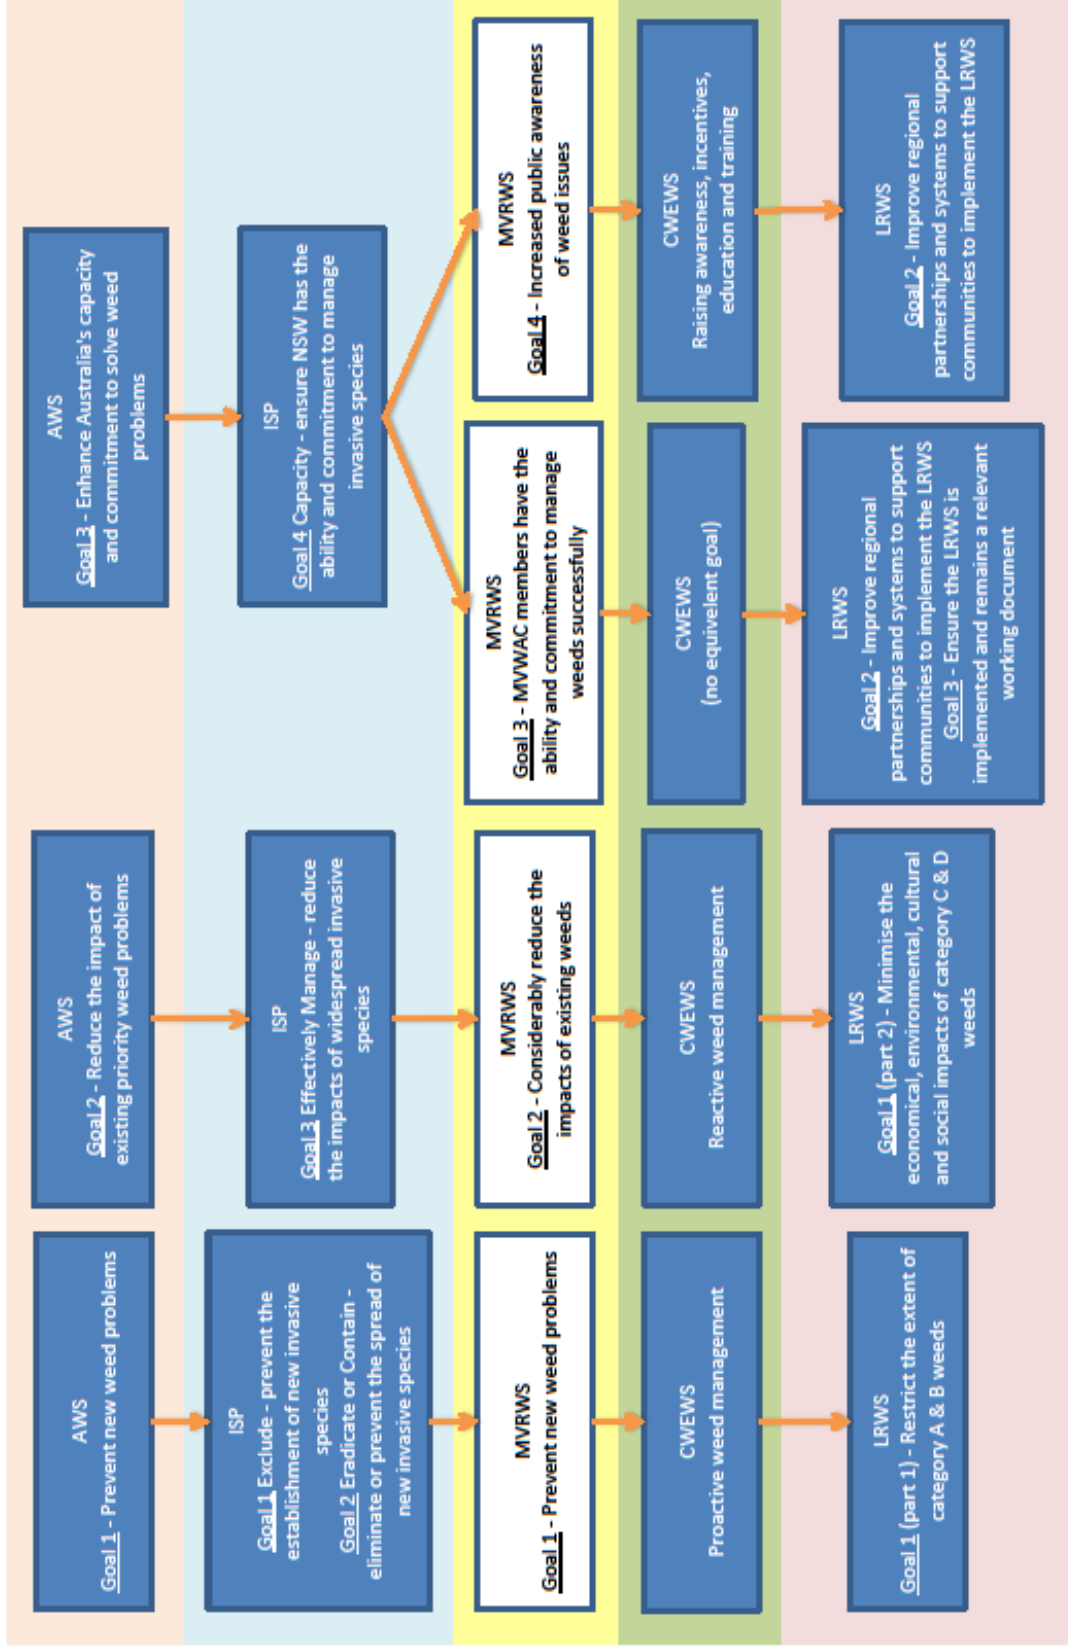 AWS
Goal 1 - Prevent new weed problems
AWS
Goal 2 - Reduce the impact of
existing priority weed problems
AWS
Goal 3 - Enhance Australia's capacity
and commitment to solve weed
problems
ISP
Goal 1 Exclude - prevent the
establishment of new invasive
species
Goal 2 Eradicate or Contain -
eliminate or prevent the spread of
new invasive species
ISP
Goal 3 Effectively Manage - reduce
the impacts of widespread invasive
species
ISP
Goal 4 Capacity - ensure NSW has the
ability and commitment to manage
invasive species
MVRWS
Goal 1 - Prevent new weed problems
MVRWS
Goal 2 - Considerably reduce the
impacts of existing weeds
MVRWS
Goal 3 - MVWAC members have the
ability and commitment to manage
weeds successfully
MVRWS
Goal 4 - Increased public awareness
of weed issues
CWEWS
Proactive weed management
CWEWS
Reactive weed management
CWEWS
(no equivelent goal)
CWEWS
Raising awareness, incentives,
education and training
LRWS
Goal 1 (part 1) - Restrict the extent of
category A & B weeds
LRWS
Goal 1 (part 2) - Minimise the
economical, environmental, cultural
and social impacts of category C & D
weeds
LRWS
Goal 2 - Improve regional
partnerships and systems to support
communities to implement the LRWS
Goal 3 - Ensure the LRWS is
implemented and remains a relevant
working document
LRWS
Goal 2 - Improve regional
partnerships and systems to support
communities to implement the LRWS